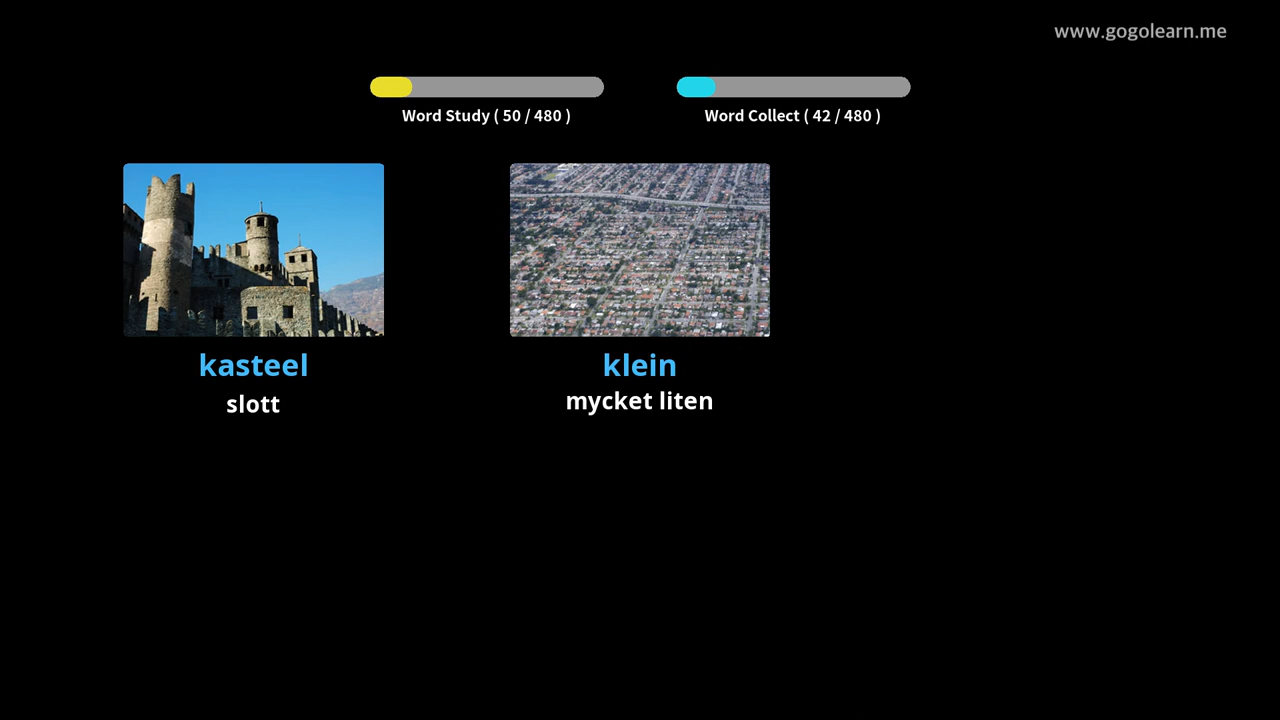 www.gogolearn.me
Word Study ( 50 / 480 )
Word Collect ( 42 / 480 )
kasteel
slott
klein
mycket liten